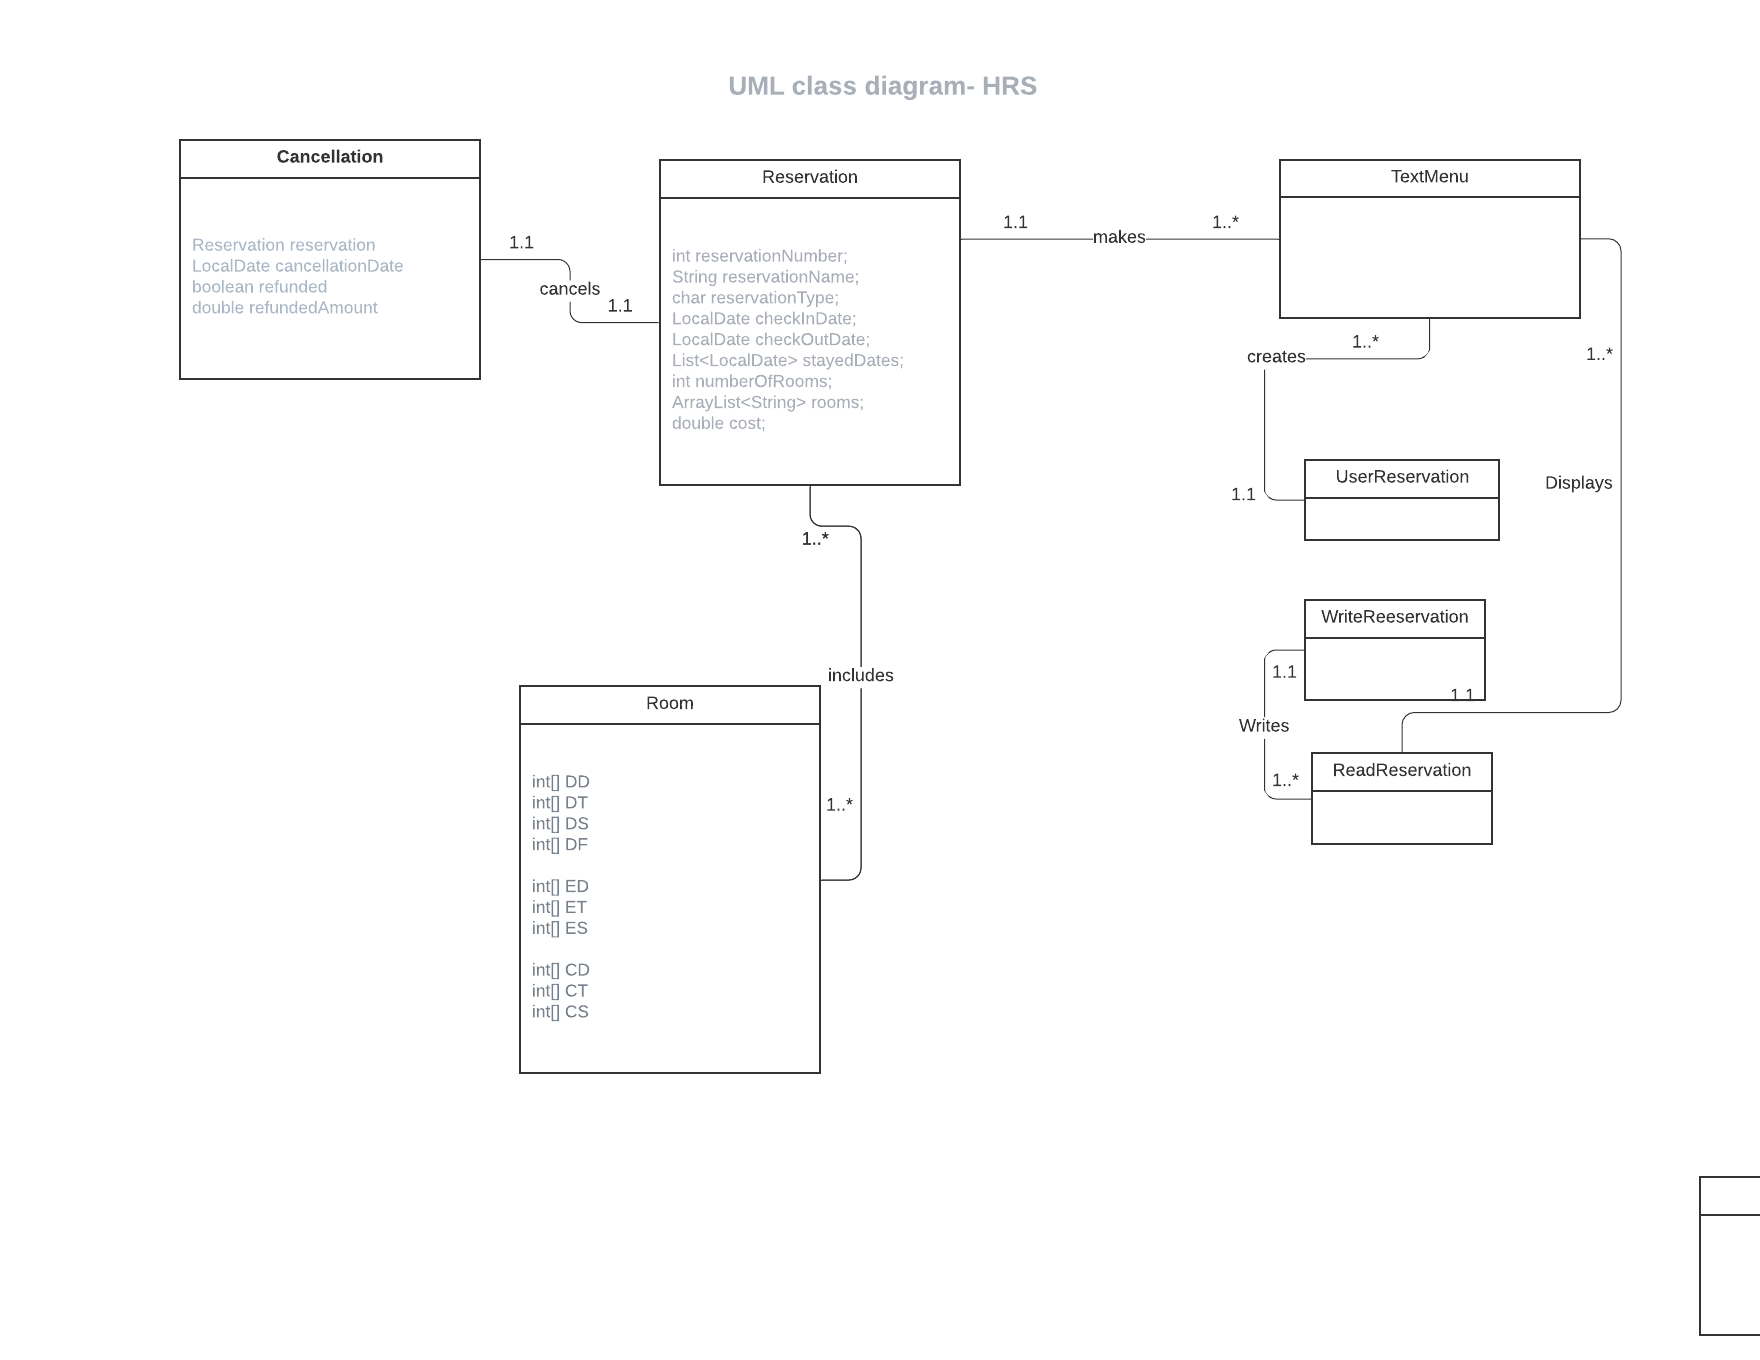 UML class diagram- HRS
Cancellation
Reservation reservation
LocalDate cancellationDate
boolean refunded
double refundedAmount
1.1
cancels
1.1
Reservation
int reservationNumber;
String reservationName;
char reservationType;
LocalDate checkInDate;
LocalDate checkOutDate;
List<LocalDate> stayedDates;
int numberOfRooms;
ArrayList<String> rooms;
double cost;
1.1
makes
1..*
TextMenu
1..*
creates
1.1
1..*
Displays
UserReservation
WriteReeservation
1.1
1.1
Writes
1..*
ReadReservation
1..*
includes
1..*
Room
int[] DD
int[] DT
int[] DS
int[] DF
int[] ED
int[] ET
int[] ES
int[] CD
int[] CT
int[] CS